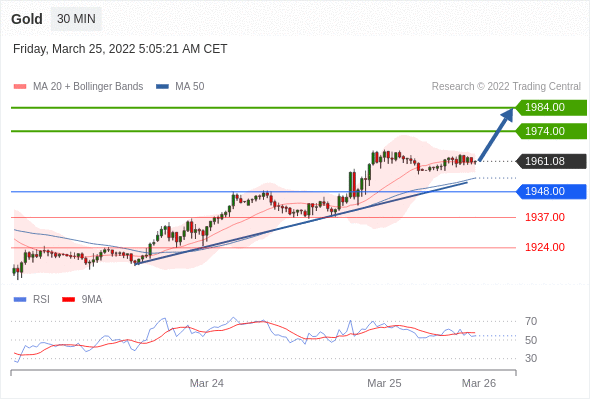 Gold 30 MIN
Friday, March 25, 2022 5:05:21 AM CET
MA 20 + Bollinger Bands MA 50 Research © 2022 Trading Central
1984.00
1974.00
1961.08
1948.00
1937.00
1924.00
RSI 9MA
70
50
30
Mar 24 Mar 25 Mar 26